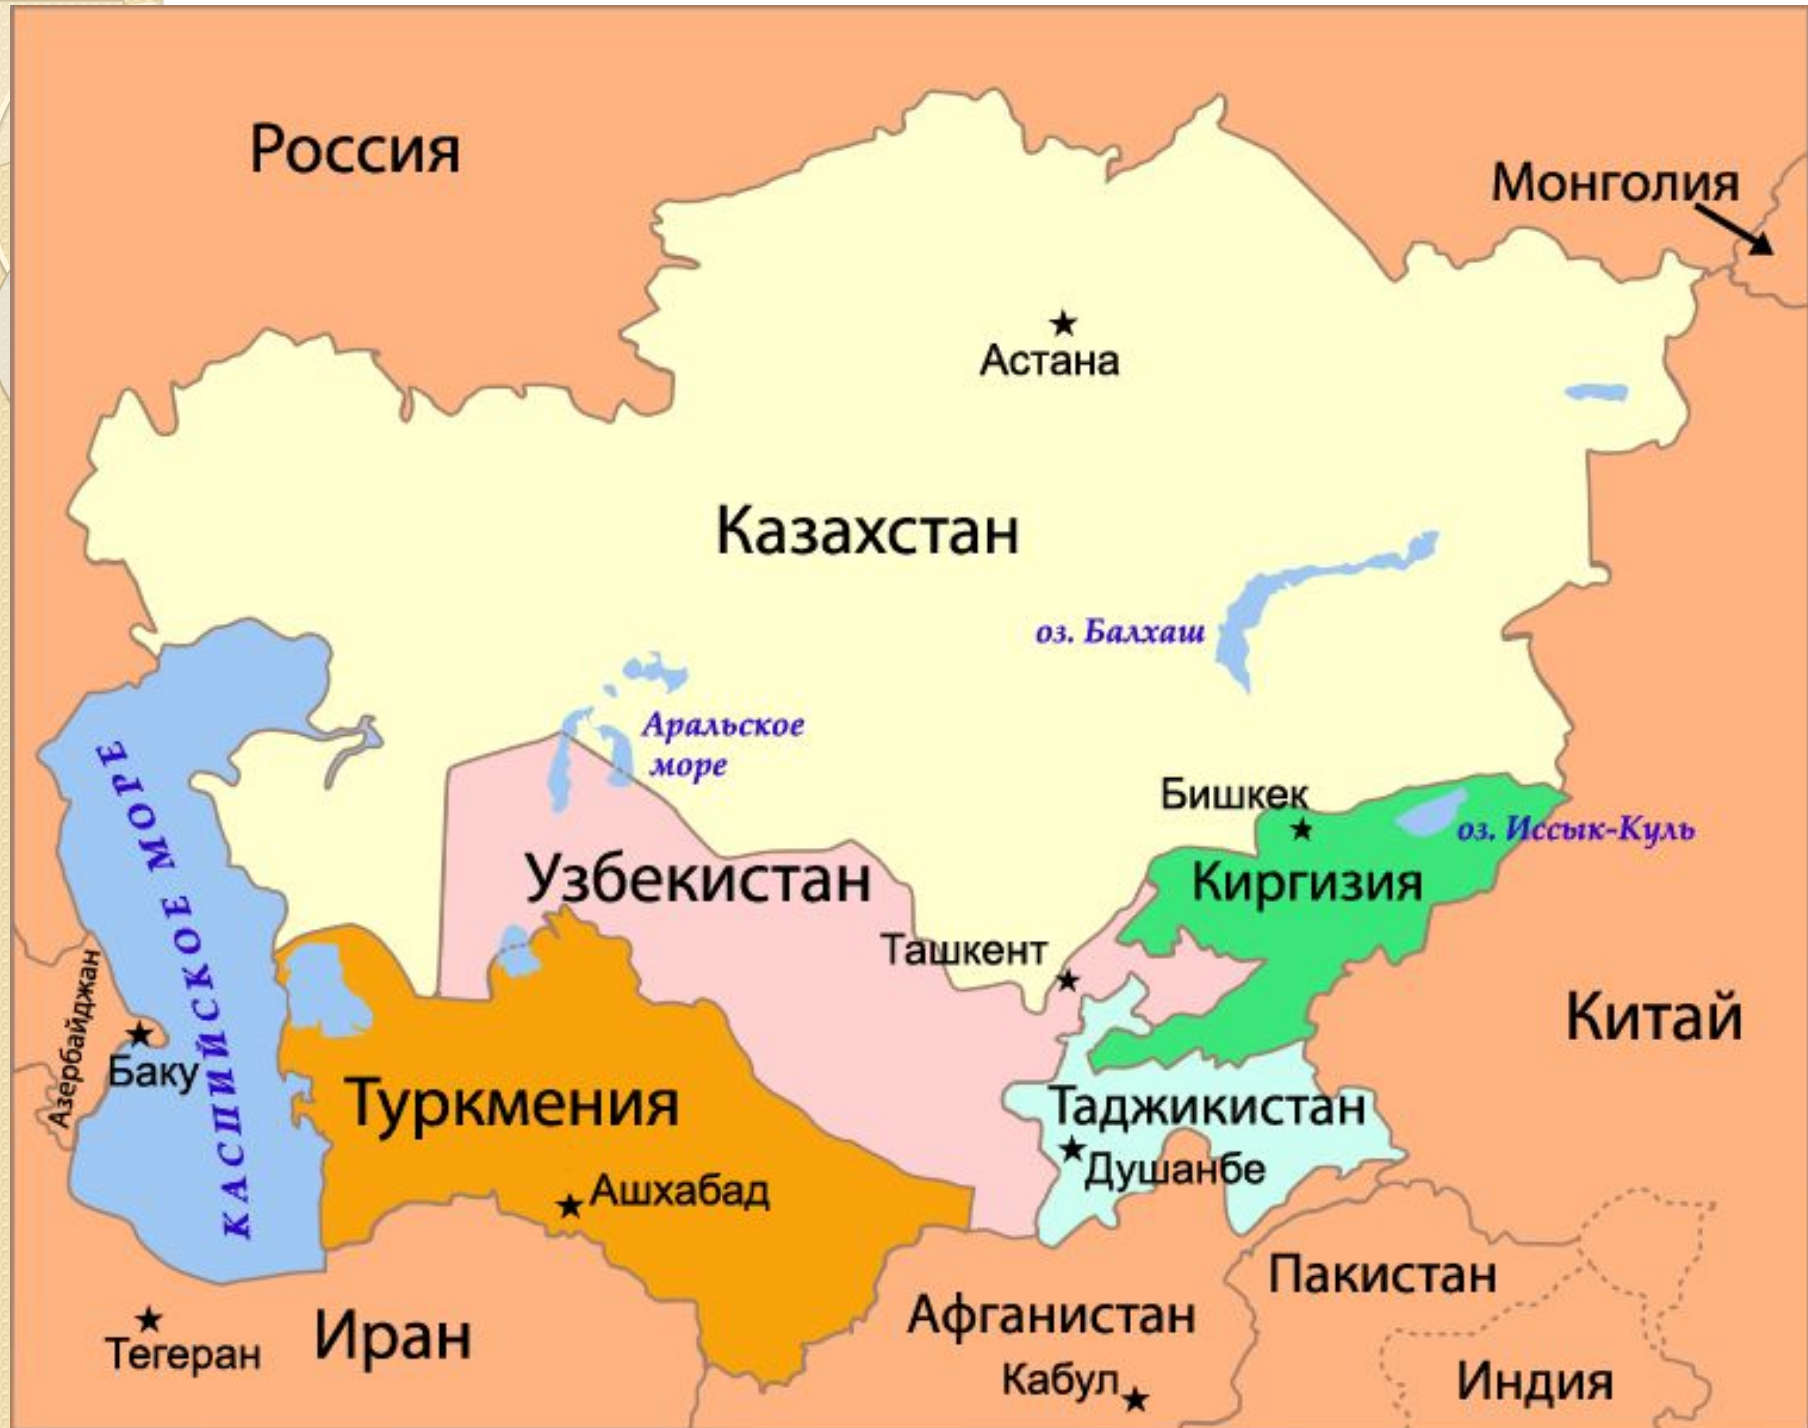 Россия
Монголия
Астана
Казахстан
оз. Балхаш
Аральское
море
КАСПИЙСКОЕ МОРЕ
Бишкек
оз. Иссык-Куль
Узбекистан
Киргизия
Ташкент
Азербайджан
Баку
Китай
Туркмения
Таджикистан
Душанбе
Ашхабад
Пакистан
Афганистан
Иран
Тегеран
Кабул
Индия